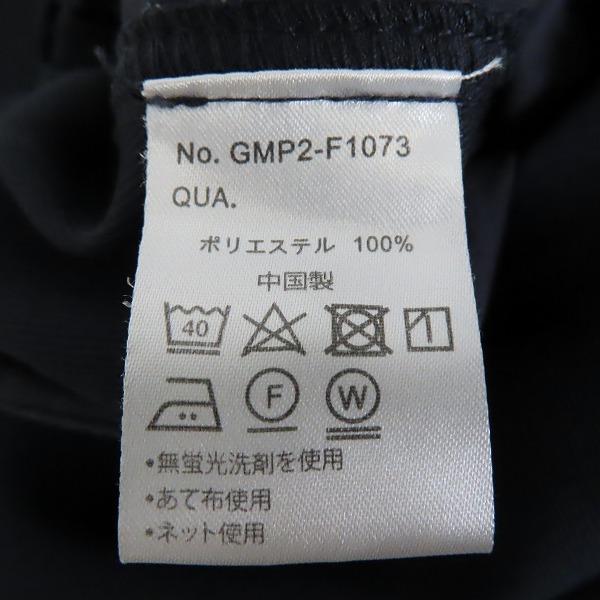 No. GMP2-F1073
QUA.
ポリエステル 100%
中国製
40
F W
•無蛍光洗剤を使用
•あて布使用
•ネット使用